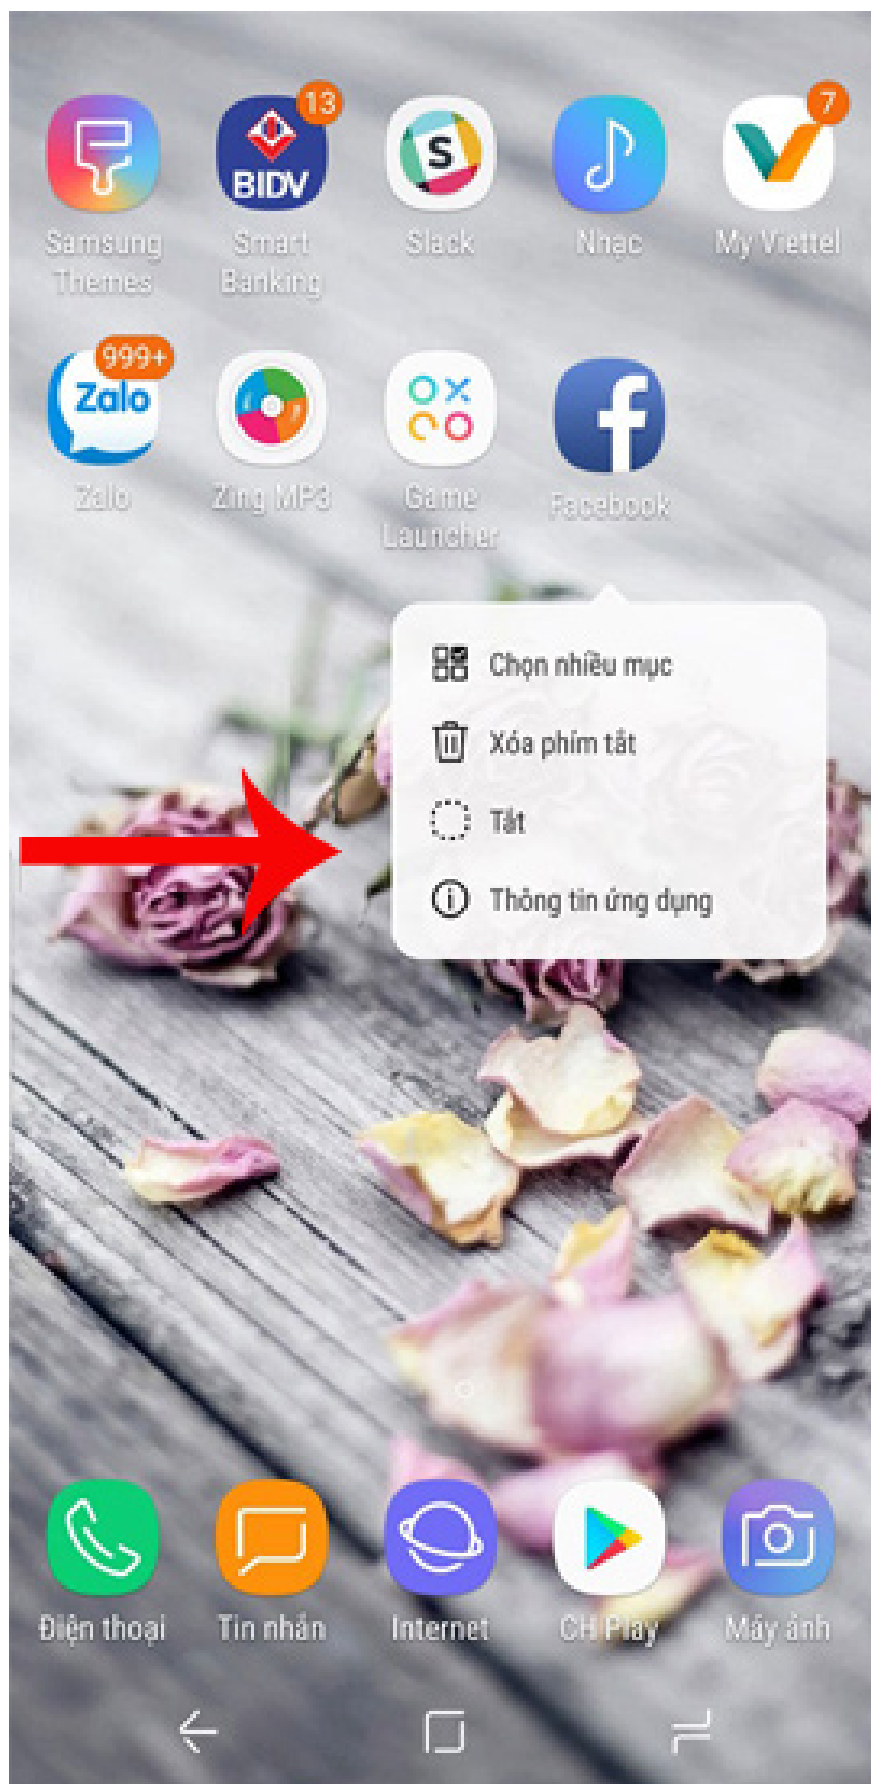 13
7
BIDV
S
Samsung Themes
Smart Banking
Slack
Nhạc
My Viettel
999+
Zalo
f
Zalo
Zing MP3
Game Launcher
Facebook
Chọn nhiều mục
Xóa phím tắt
Tắt
Thông tin ứng dụng
Điện thoại
Tin nhắn
Internet
CH Play
Máy ảnh